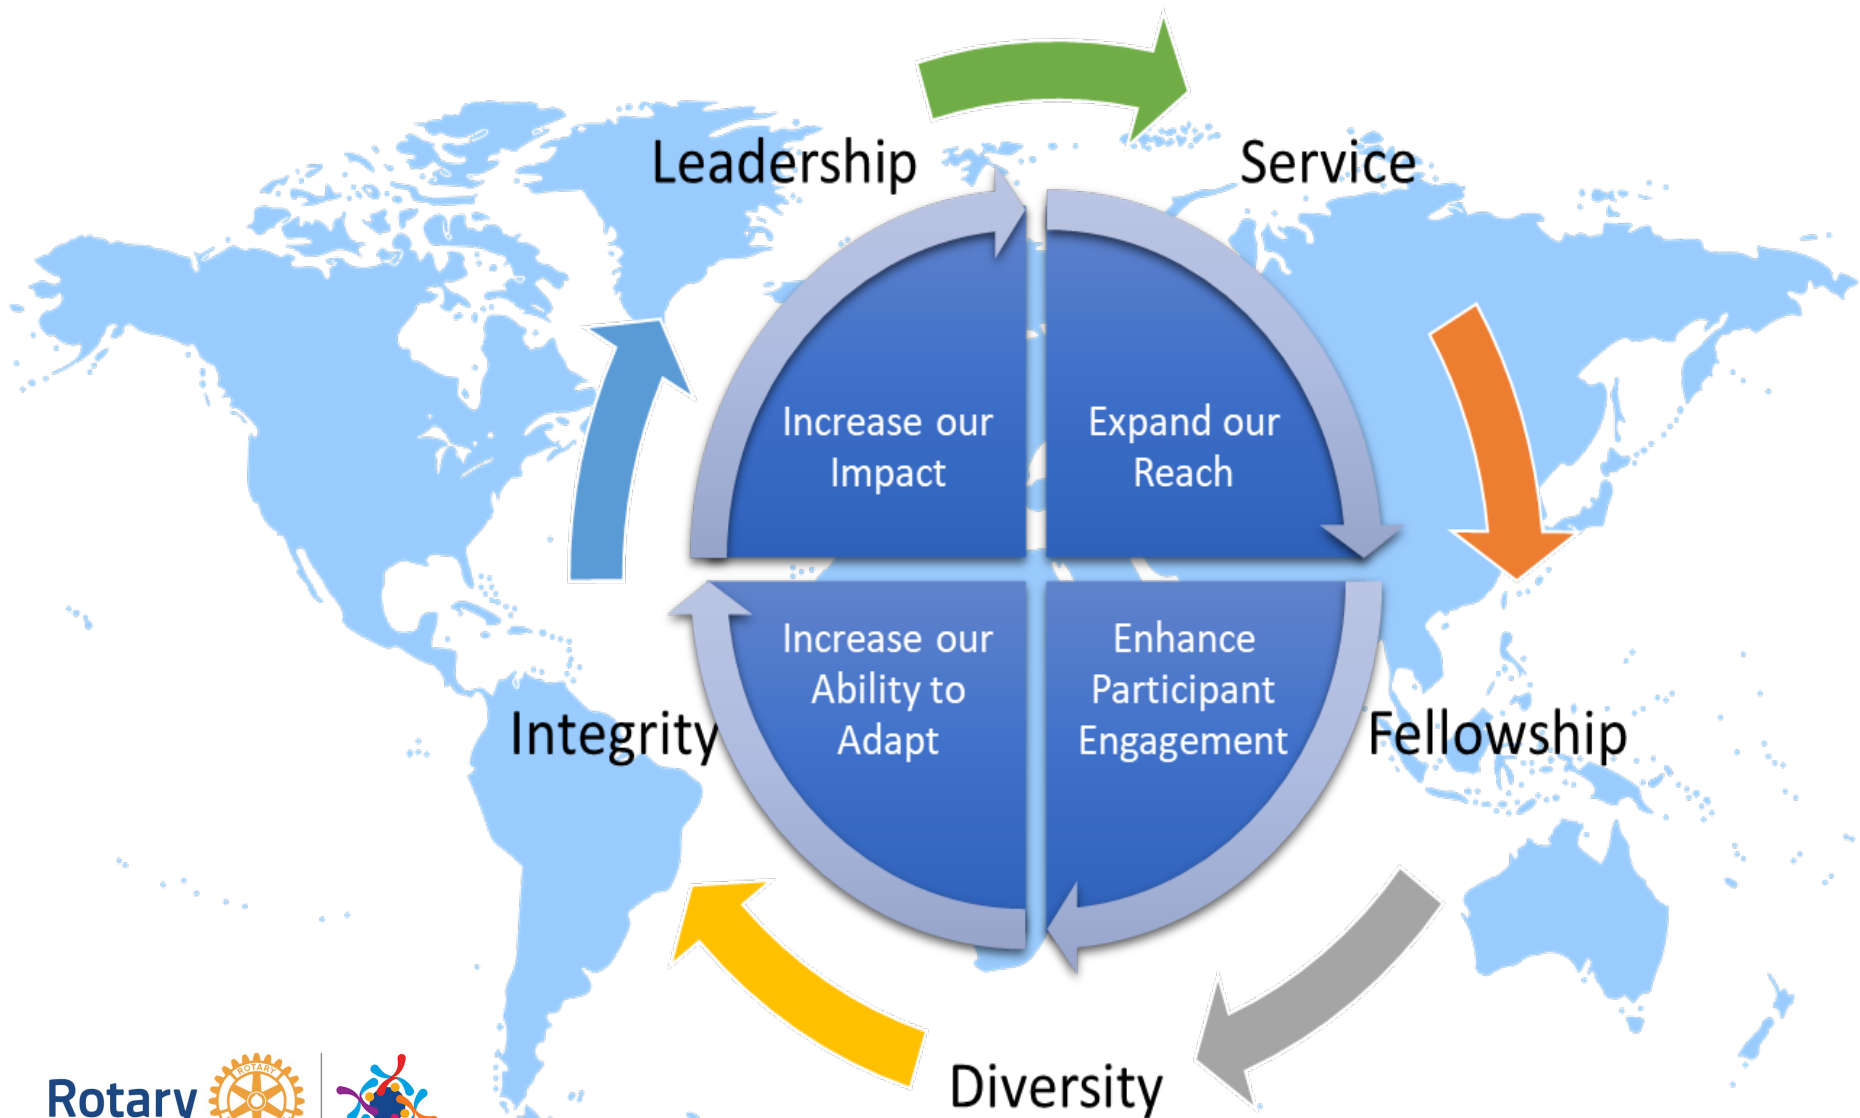 Leadership
Service
Increase our
Impact
Expand our
Reach
Increase our
Ability to
Adapt
Enhance
Participant
Engagement
Integrity
Fellowship
Diversity
Rotary
ROTARY